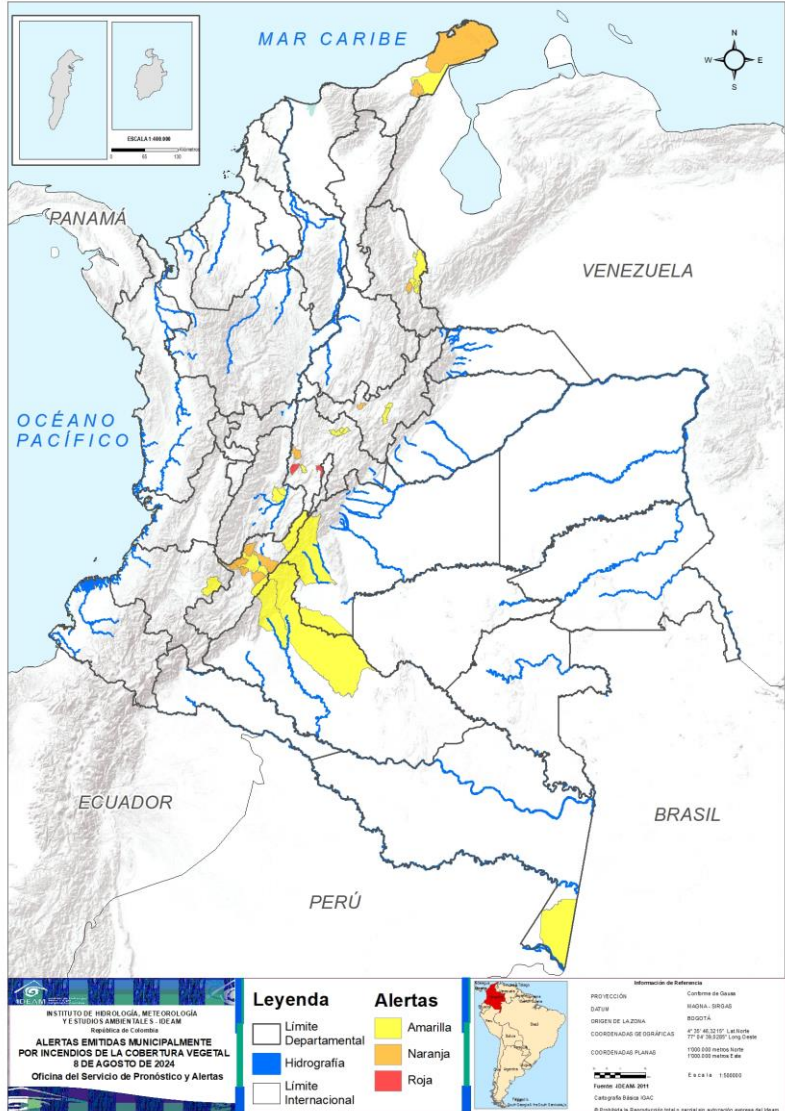 MAR CARIBE
N
W
E
S
ESCALA 1:400.000
PANAMÁ
VENEZUELA
OCÉANO
PACÍFICO
ECUADOR
BRASIL
PERÚ
IDEAM
INSTITUTO DE HIDROLOGÍA, METEOROLOGÍA
Y ESTUDIOS AMBIENTALES - IDEAM
República de Colombia
ALERTAS EMITIDAS MUNICIPALMENTE
POR INCENDIOS DE LA COBERTURA VEGETAL
8 DE AGOSTO DE 2024
Oficina del Servicio de Pronóstico y Alertas
Leyenda
Límite
Departamental
Hidrografía
Límite
Internacional
Alertas
Amarilla
Naranja
Roja
Información de Referencia
PROYECCIÓN
Conforme de Gauss
DATUM
MAGNA - SIRGAS
ORIGEN DE LA ZONA
BOGOTÁ
COORDENADAS GEOGRÁFICAS
COORDENADAS PLANAS
1'000.000 metros Norte
1'000.000 metros Este
Escala
Fuente: IDEAM- 2011
Cartografía Básica IGAC